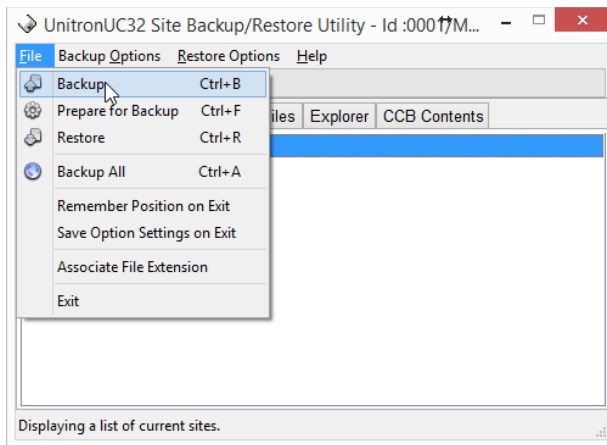 UnitronUC32 Site Backup/Restore Utility - Id :00017/M...
File Backup Options Restore Options Help
Backup Ctrl+B
Prepare for Backup Ctrl+F
iles Explorer CCB Contents
Restore Ctrl+R
Backup All Ctrl+A
Remember Position on Exit
Save Option Settings on Exit
Associate File Extension
Exit
Displaying a list of current sites.